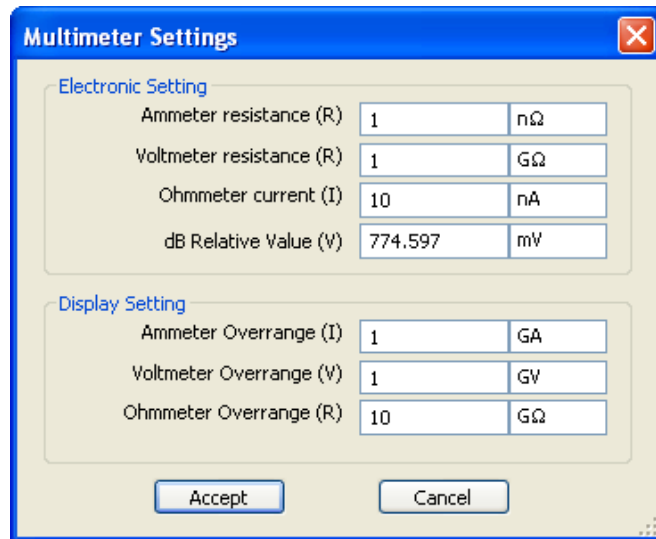 Multimeter Settings
Electronic Setting
Ammeter resistance (R) 1 nΩ
Voltmeter resistance (R) 1 GΩ
Ohmmeter current (I) 10 nA
dB Relative Value (V) 774.597 mV
Display Setting
Ammeter Overrange (I) 1 GA
Voltmeter Overrange (V) 1 GV
Ohmmeter Overrange (R) 10 GΩ
Accept Cancel